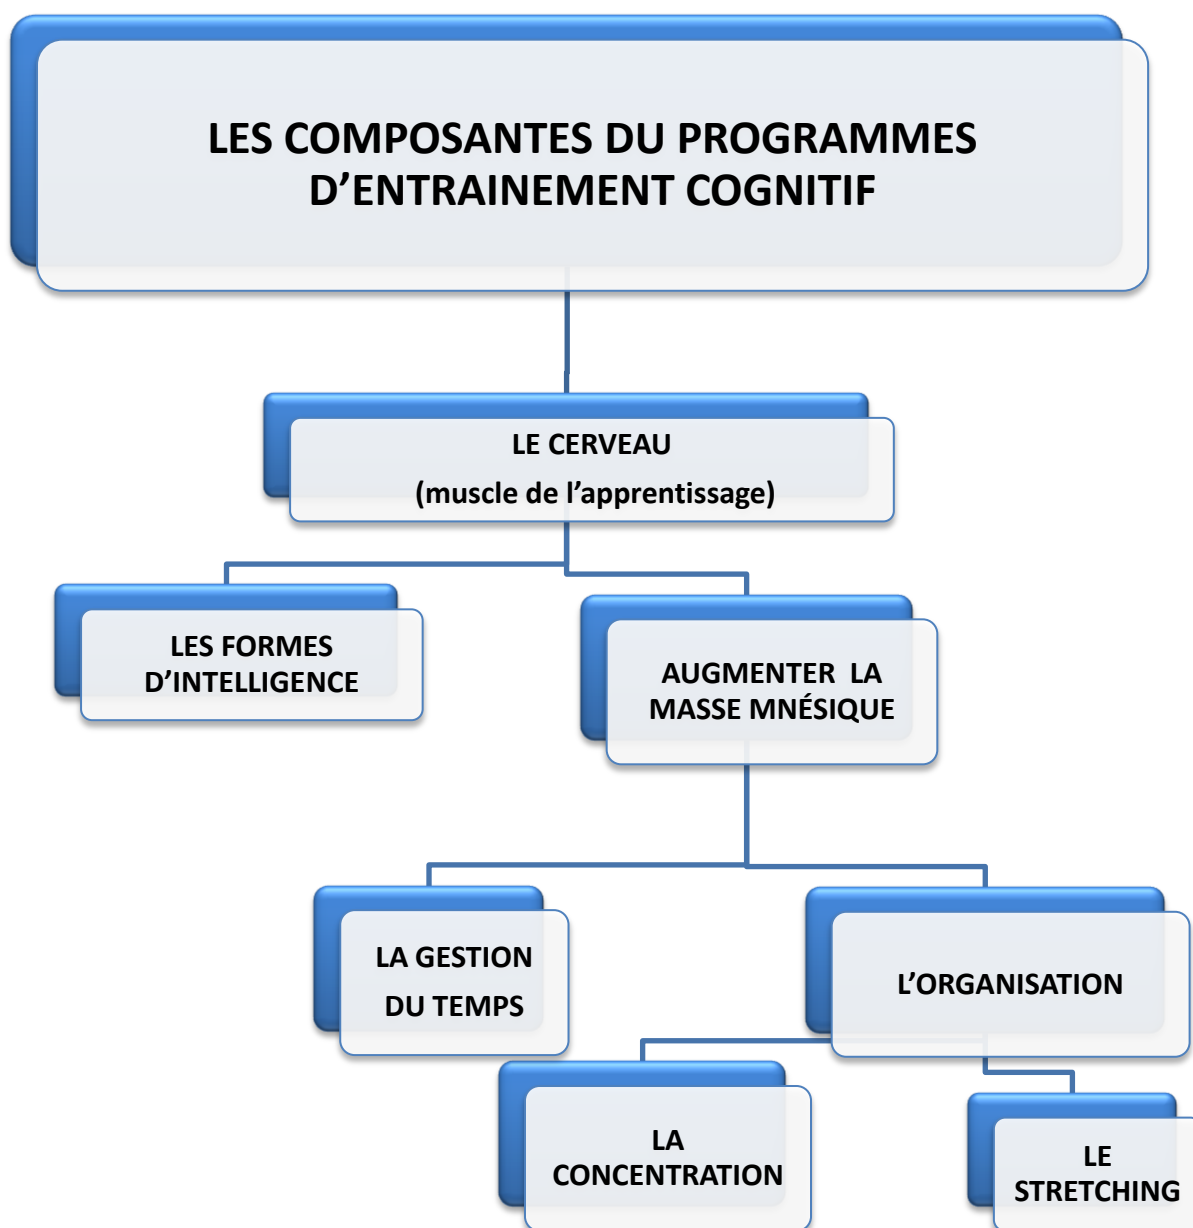 LES COMPOSANTES DU PROGRAMMES
D’ENTRAINEMENT COGNITIF
LE CERVEAU
(muscle de l’apprentissage)
LES FORMES
D’INTELLIGENCE
AUGMENTER  LA
MASSE MNÉSIQUE
LA GESTION
DU TEMPS
L’ORGANISATION
LA
CONCENTRATION
LE
STRETCHING